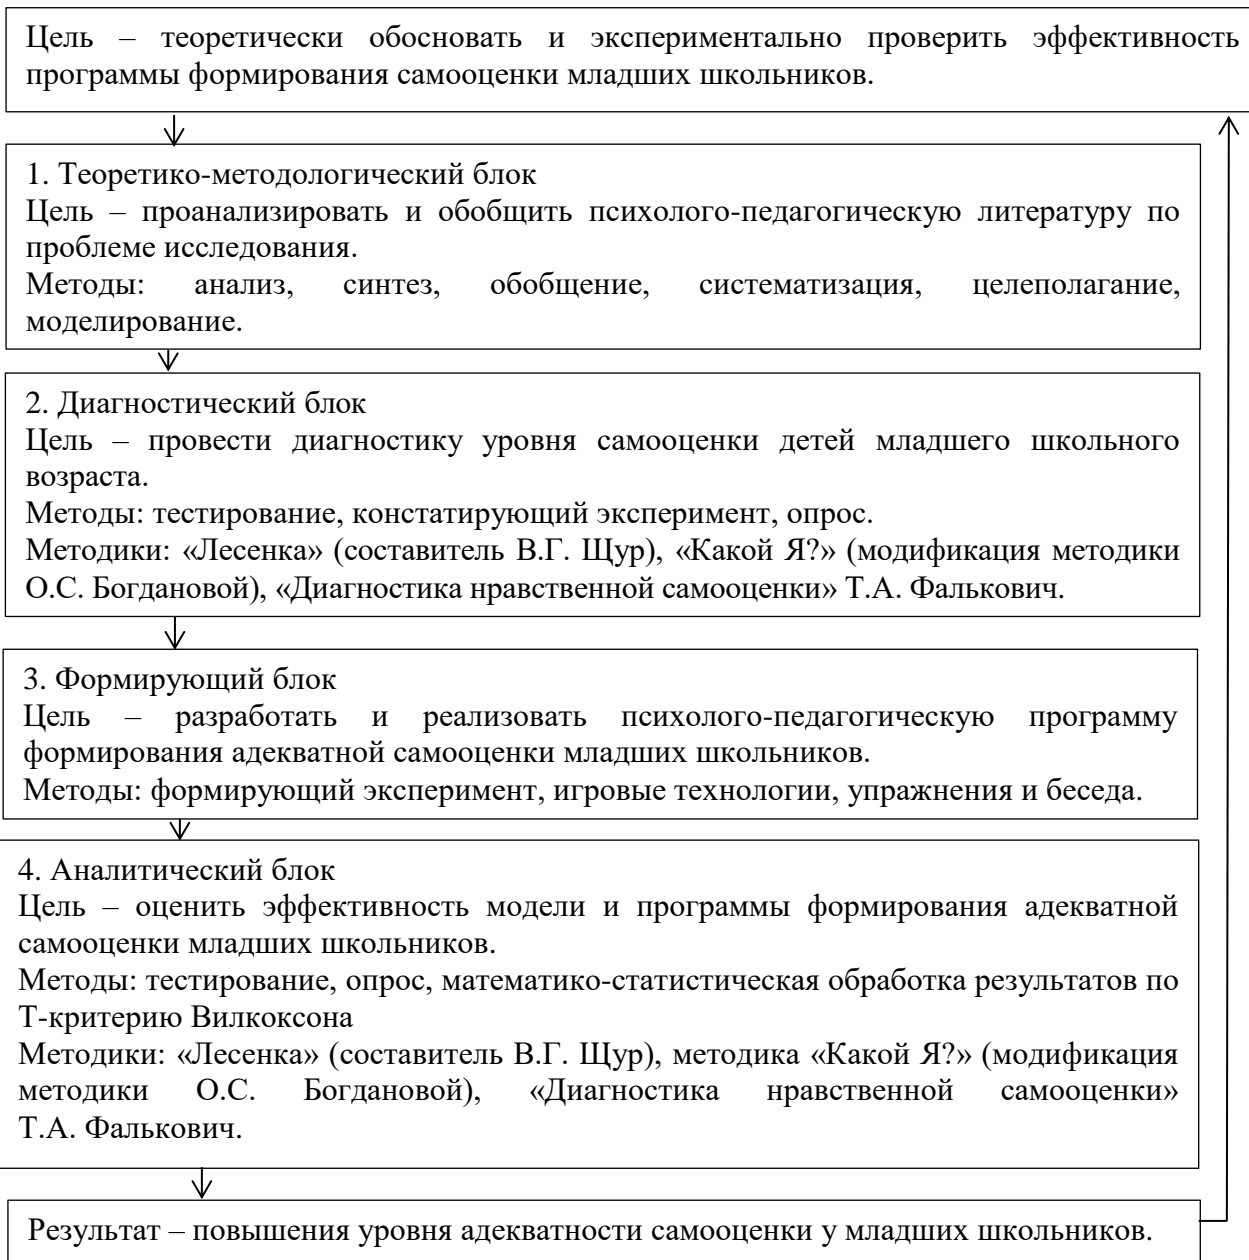 Цель – теоретически обосновать и экспериментально проверить эффективность
программы формирования самооценки младших школьников.
1. Теоретико-методологический блок
Цель – проанализировать и обобщить психолого-педагогическую литературу по
проблеме исследования.
Методы: анализ, синтез, обобщение, систематизация, целеполагание,
моделирование.
2. Диагностический блок
Цель – провести диагностику уровня самооценки детей младшего школьного
возраста.
Методы: тестирование, констатирующий эксперимент, опрос.
Методики: «Лесенка» (составитель В.Г. Щур), «Какой Я?» (модификация методики
О.С. Богдановой), «Диагностика нравственной самооценки» Т.А. Фалькович.
3. Формирующий блок
Цель – разработать и реализовать психолого-педагогическую программу
формирования адекватной самооценки младших школьников.
Методы: формирующий эксперимент, игровые технологии, упражнения и беседа.
4. Аналитический блок
Цель – оценить эффективность модели и программы формирования адекватной
самооценки младших школьников.
Методы: тестирование, опрос, математико-статистическая обработка результатов по
Т-критерию Вилкоксона
Методики: «Лесенка» (составитель В.Г. Щур), методика «Какой Я?» (модификация
методики О.С. Богдановой), «Диагностика нравственной самооценки»
Т.А. Фалькович.
Результат – повышения уровня адекватности самооценки у младших школьников.